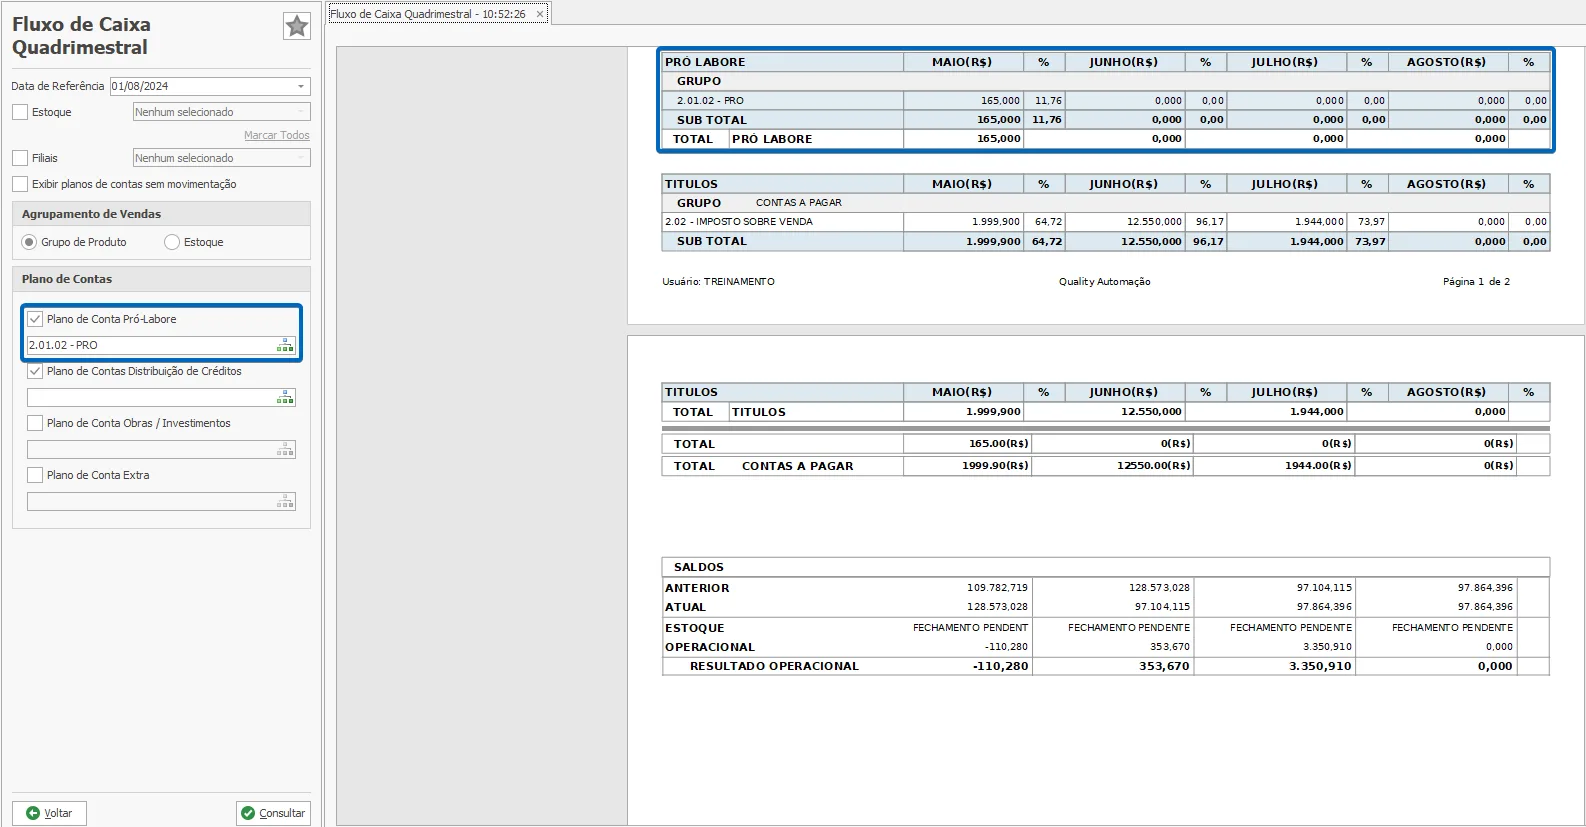 Fluxo de Caixa
Quadrimestral
Data de Referência 01/08/2024
Estoque Nenhum selecionado
Marcar Todos
Filiais Nenhum selecionado
Exibir planos de contas sem movimentação
Agrupamento de Vendas
Grupo de Produto Estoque
Plano de Contas
Plano de Conta Pró-Labore
2.01.02 - PRO
Plano de Contas Distribuição de Créditos
Plano de Conta Obras / Investimentos
Plano de Conta Extra
Voltar Consultar
Fluxo de Caixa Quadrimestral - 10:52:26 ×
PRÓ LABORE MAIO(R$) % JUNHO(R$) % JULHO(R$) % AGOSTO(R$) %
GRUPO
2.01.02 - PRO 165,000 11,76 0,000 0,00 0,000 0,00 0,000 0,00
SUB TOTAL 165,000 11,76 0,000 0,00 0,000 0,00 0,000 0,00
TOTAL PRÓ LABORE 165,000 0,000 0,000 0,000
TITULOS MAIO(R$) % JUNHO(R$) % JULHO(R$) % AGOSTO(R$) %
GRUPO CONTAS A PAGAR
2.02 - IMPOSTO SOBRE VENDA 1.999,900 64,72 12.550,000 96,17 1.944,000 73,97 0,000 0,00
SUB TOTAL 1.999,900 64,72 12.550,000 96,17 1.944,000 73,97 0,000 0,00
Usuário: TREINAMENTO Quality Automação Página 1 de 2
TITULOS MAIO(R$) % JUNHO(R$) % JULHO(R$) % AGOSTO(R$) %
TOTAL TITULOS 1.999,900 12.550,000 1.944,000 0,000
TOTAL 165.00(R$) 0(R$) 0(R$) 0(R$)
TOTAL CONTAS A PAGAR 1999.90(R$) 12550.00(R$) 1944.00(R$) 0(R$)
SALDOS
ANTERIOR 109.782,719 128.573,028 97.104,115 97.864,396
ATUAL 128.573,028 97.104,115 97.864,396 97.864,396
ESTOQUE FECHAMENTO PENDENT FECHAMENTO PENDENTE FECHAMENTO PENDENTE FECHAMENTO PENDENTE
OPERACIONAL -110,280 353,670 3.350,910 0,000
RESULTADO OPERACIONAL -110,280 353,670 3.350,910 0,000